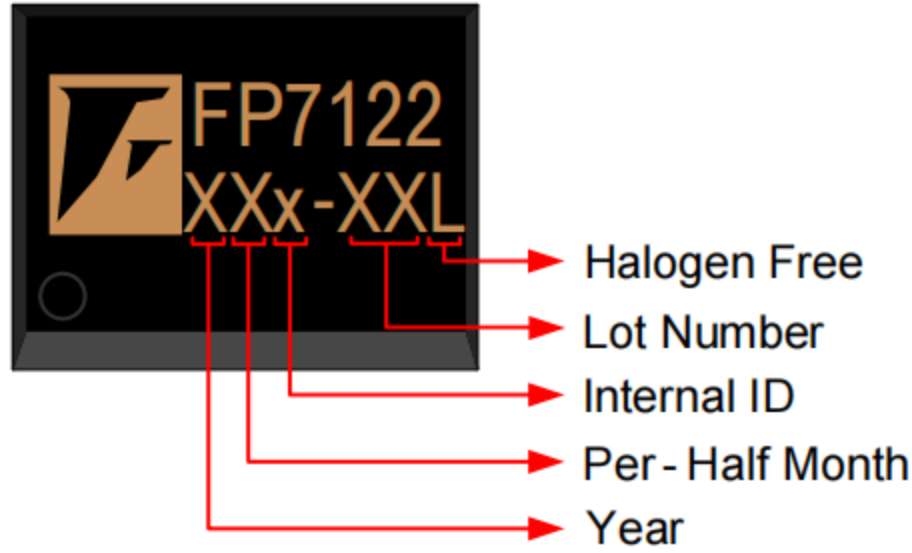 FP7122
XXx-XXL
Halogen Free
Lot Number
Internal ID
Per-Half Month
Year